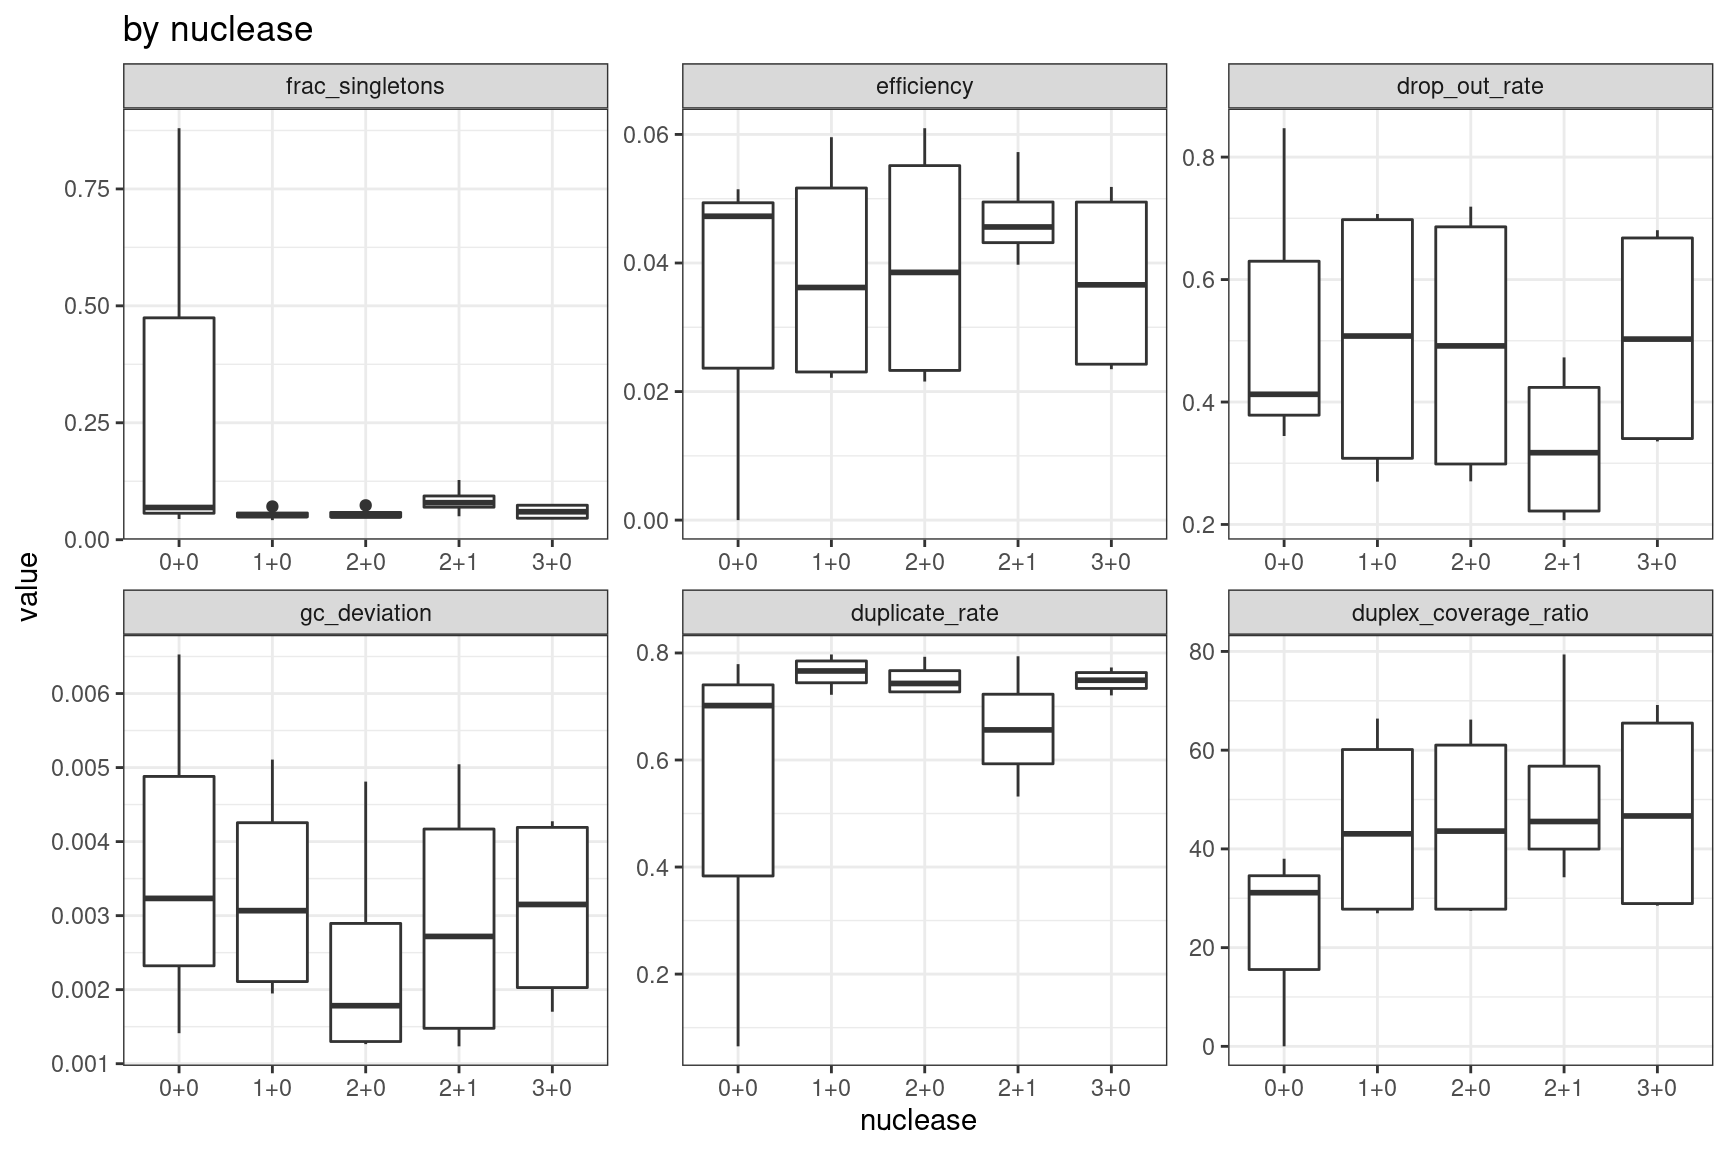 by nuclease
frac_singletons
efficiency
drop_out_rate
0.75
0.50
0.25
0.00
0.06
0.04
0.02
0.00
0.8
0.6
0.4
0.2
0+0 1+0 2+0 2+1 3+0
0+0 1+0 2+0 2+1 3+0
0+0 1+0 2+0 2+1 3+0
value
gc_deviation
duplicate_rate
duplex_coverage_ratio
0.006
0.005
0.004
0.003
0.002
0.001
0.8
0.6
0.4
0.2
80
60
40
20
0
0+0 1+0 2+0 2+1 3+0
0+0 1+0 2+0 2+1 3+0
0+0 1+0 2+0 2+1 3+0
nuclease